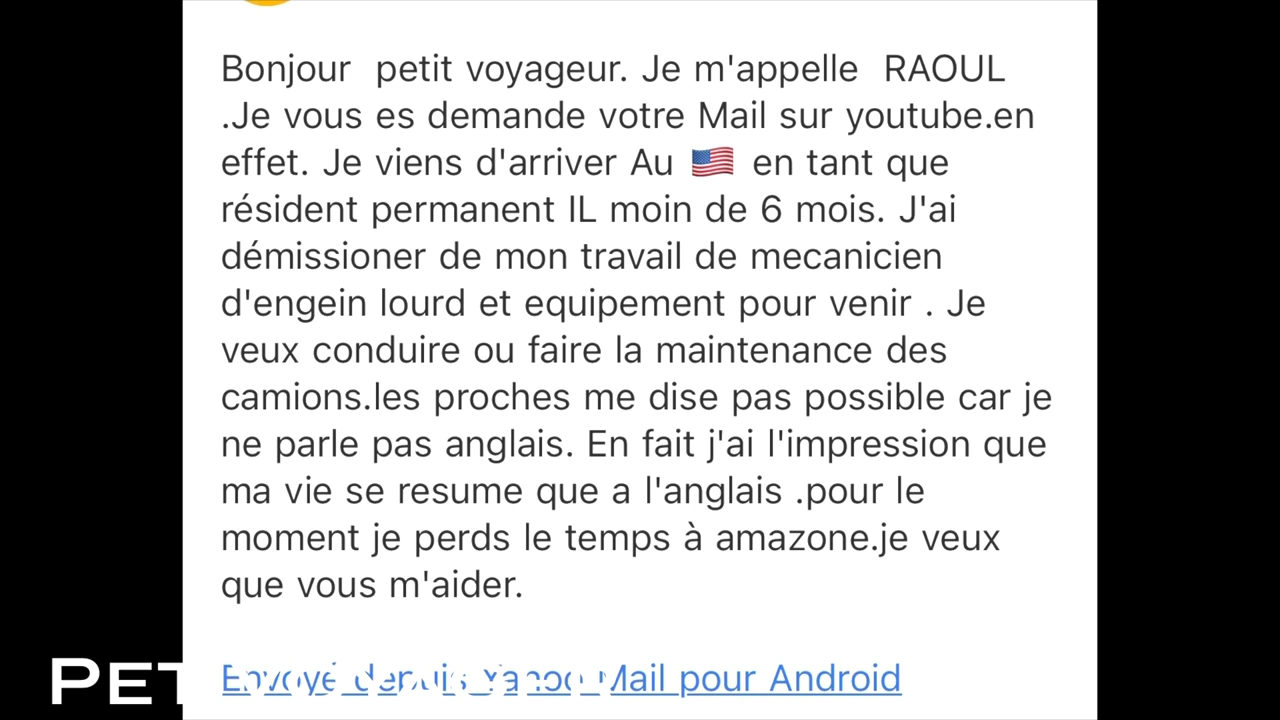 Bonjour petit voyageur. Je m'appelle RAOUL
.Je vous es demande votre Mail sur youtube.en
effet. Je viens d'arriver Au 🇺🇸 en tant que
résident permanent IL moin de 6 mois. J'ai
démissioner de mon travail de mecanicien
d'engein lourd et equipement pour venir . Je
veux conduire ou faire la maintenance des
camions.les proches me dise pas possible car je
ne parle pas anglais. En fait j'ai l'impression que
ma vie se resume que a l'anglais .pour le
moment je perds le temps à amazone.je veux
que vous m'aider.
Envoyé depuis Yahoo Mail pour Android